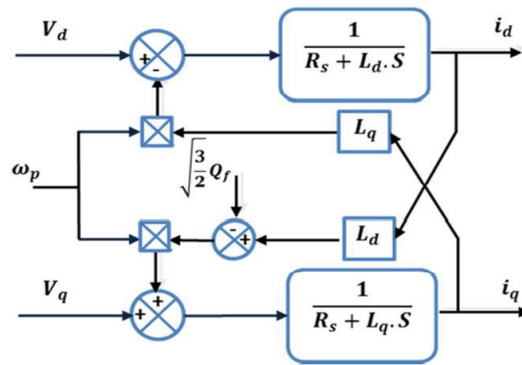 V_d
+
-
1
R_s + L_d . S
i_d
L_q
ω_p
√3/2 Q_f
-
+
L_d
V_q
+
+
1
R_s + L_q . S
i_q